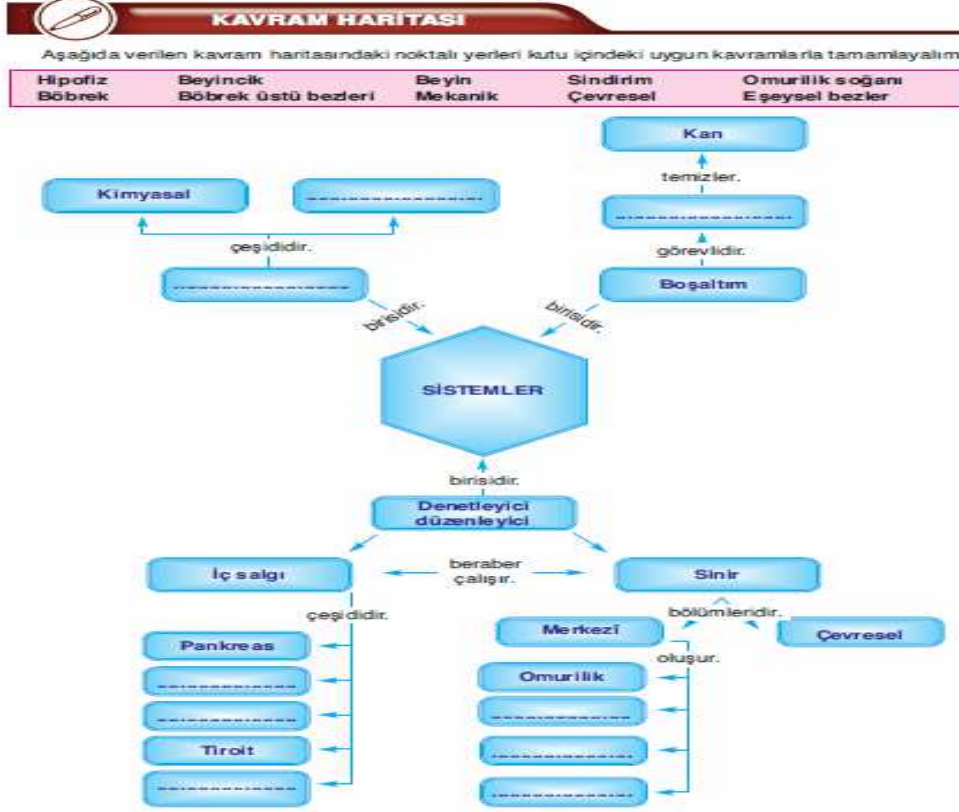 KAVRAM HARİTASI
Aşağıda verilen kavram haritasındaki noktalı yerleri kutu içindeki uygun kavramlarla tamamlayalım
Hipofiz Beyincik Beyin Sindirim Omurilik soğanı
Böbrek Böbrek üstü bezleri Mekanik Çevresel Eşeysel bezler
Kan
temizler.
Kimyasal
çeşididir.
görevlidir.
Boşaltım
birisidir.
birisidir.
SİSTEMLER
birisidir.
Denetleyici
düzenleyici
İç salgı
beraber
çalışır.
Sinir
çeşididir.
bölümleridir.
Merkezî
Çevresel
Pankreas
oluşur.
Omurilik
Tiroit